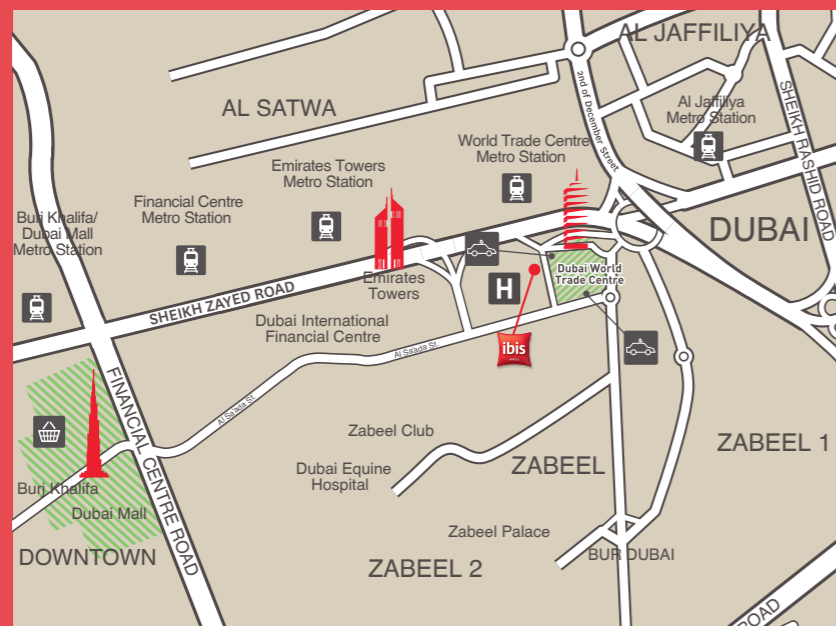 AL JAFFILIYA
AL SATWA
2nd of December Street
SHEIKH RASHID ROAD
Al Jaffiliya
Metro Station
World Trade Centre
Metro Station
Emirates Towers
Metro Station
Financial Centre
Metro Station
Burj Khalifa/
Dubai Mall
Metro Station
DUBAI
SHEIKH ZAYED ROAD
Emirates
Towers
Dubai World
Trade Centre
H
Dubai International
Financial Centre
Al Sa'ada St.
ibis
Al Sa'ada St.
FINANCIAL CENTRE ROAD
Zabeel Club
ZABEEL
ZABEEL 1
Dubai Equine
Hospital
Burj Khalifa
Dubai Mall
Zabeel Palace
BUR DUBAI
DOWNTOWN
ZABEEL 2
ROAD